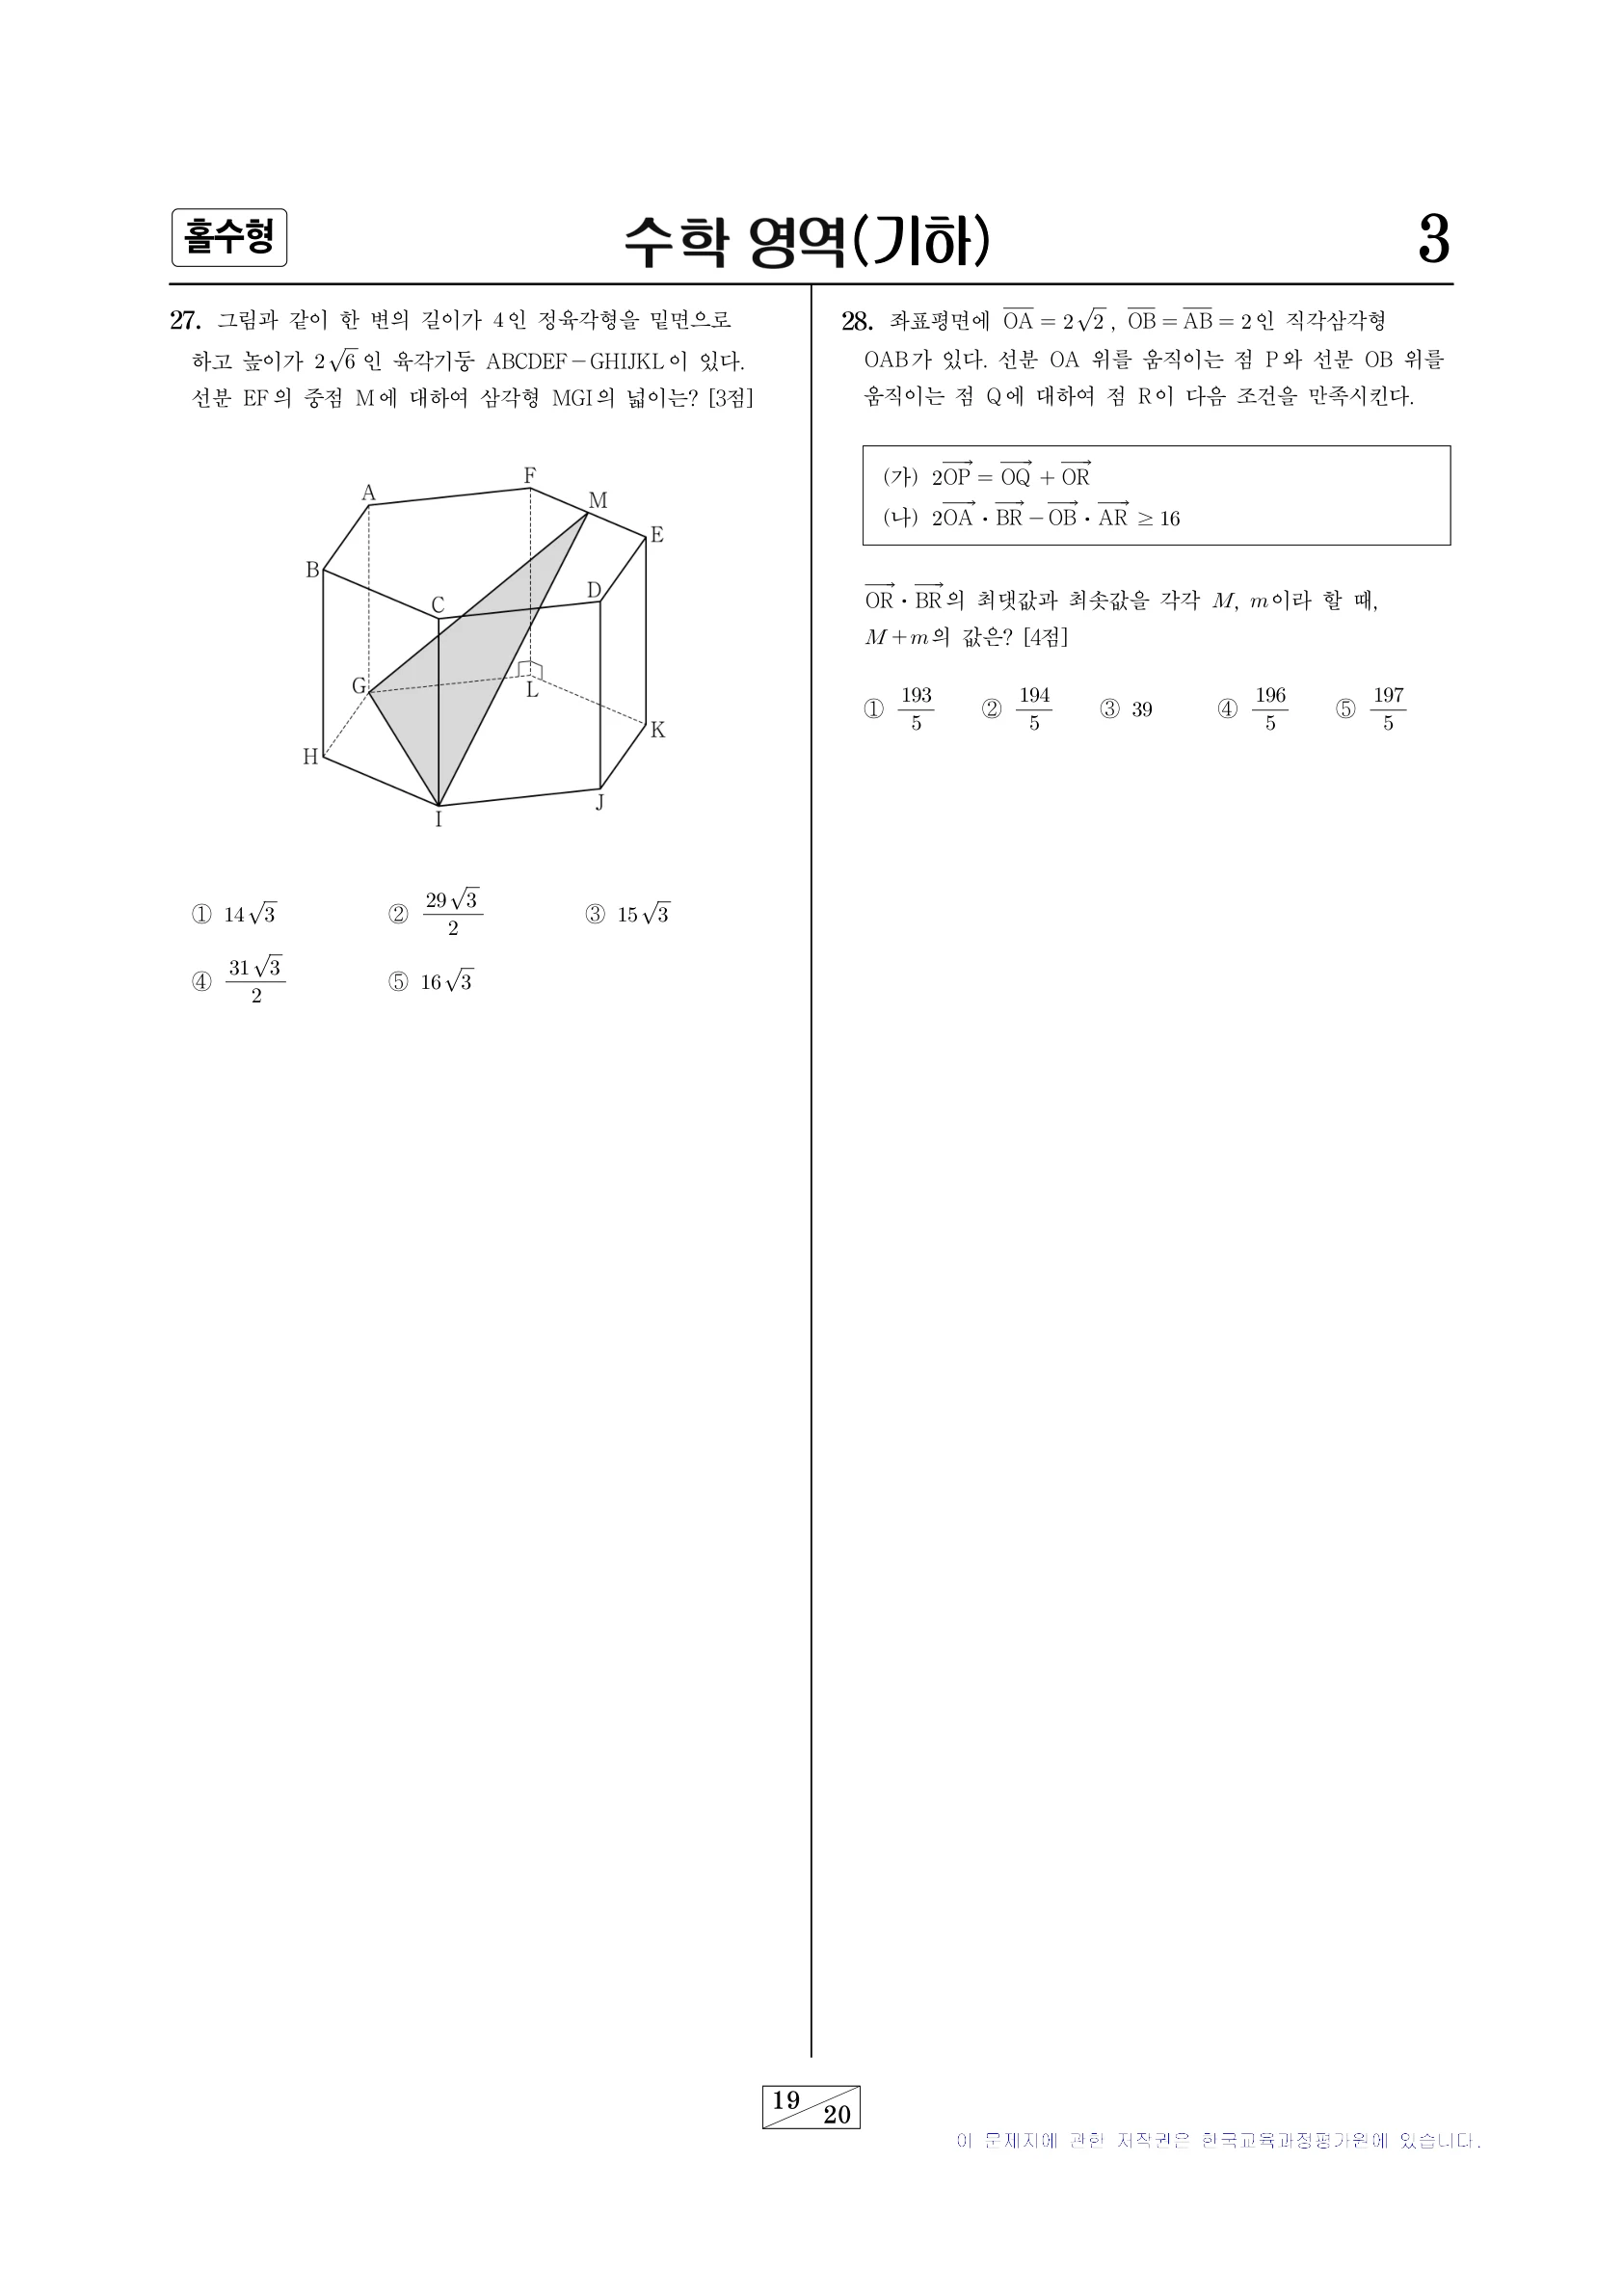 홀수형
수학 영역(기하)
3
27. 그림과 같이 한 변의 길이가 4인 정육각형을 밑면으로
하고 높이가 2√6인 육각기둥 ABCDEF-GHIJKL이 있다.
선분 EF의 중점 M에 대하여 삼각형 MGI의 넓이는? [3점]
F
A
M
E
B
D
C
G
L
K
H
J
I
① 14√3 ② 29√3/2 ③ 15√3
④ 31√3/2 ⑤ 16√3
28. 좌표평면에 OA = 2√2, OB = AB = 2인 직각삼각형
OAB가 있다. 선분 OA 위를 움직이는 점 P와 선분 OB 위를
움직이는 점 Q에 대하여 점 R이 다음 조건을 만족시킨다.
(가) 2OP = OQ + OR
(나) 2OA · BR - OB · AR ≥ 16
OR · BR의 최댓값과 최솟값을 각각 M, m이라 할 때,
M+m의 값은? [4점]
① 193/5 ② 194/5 ③ 39 ④ 196/5 ⑤ 197/5
19
20
이 문제지에 관한 저작권은 한국교육과정평가원에 있습니다.